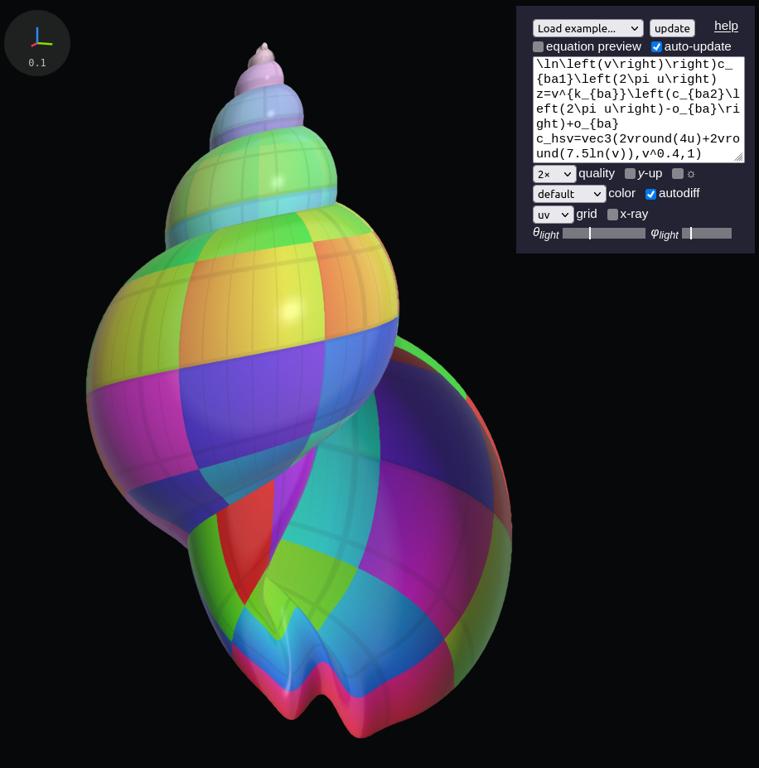 0.1
Load example...
update
help
equation preview
auto-update
\ln\left(v\right)\right)c_
{ba1}\left(2\pi u\right)
z=v^{k_{ba}}\left(c_{ba2}\l
eft(2\pi u\right)-o_{ba}\ri
ght)+o_{ba}
c_hsv=vec3(2vround(4u)+2vro
und(7.5ln(v)),v^0.4,1)
2×
quality
y-up
☼
default
color
autodiff
uv
grid
x-ray
θlight
φlight